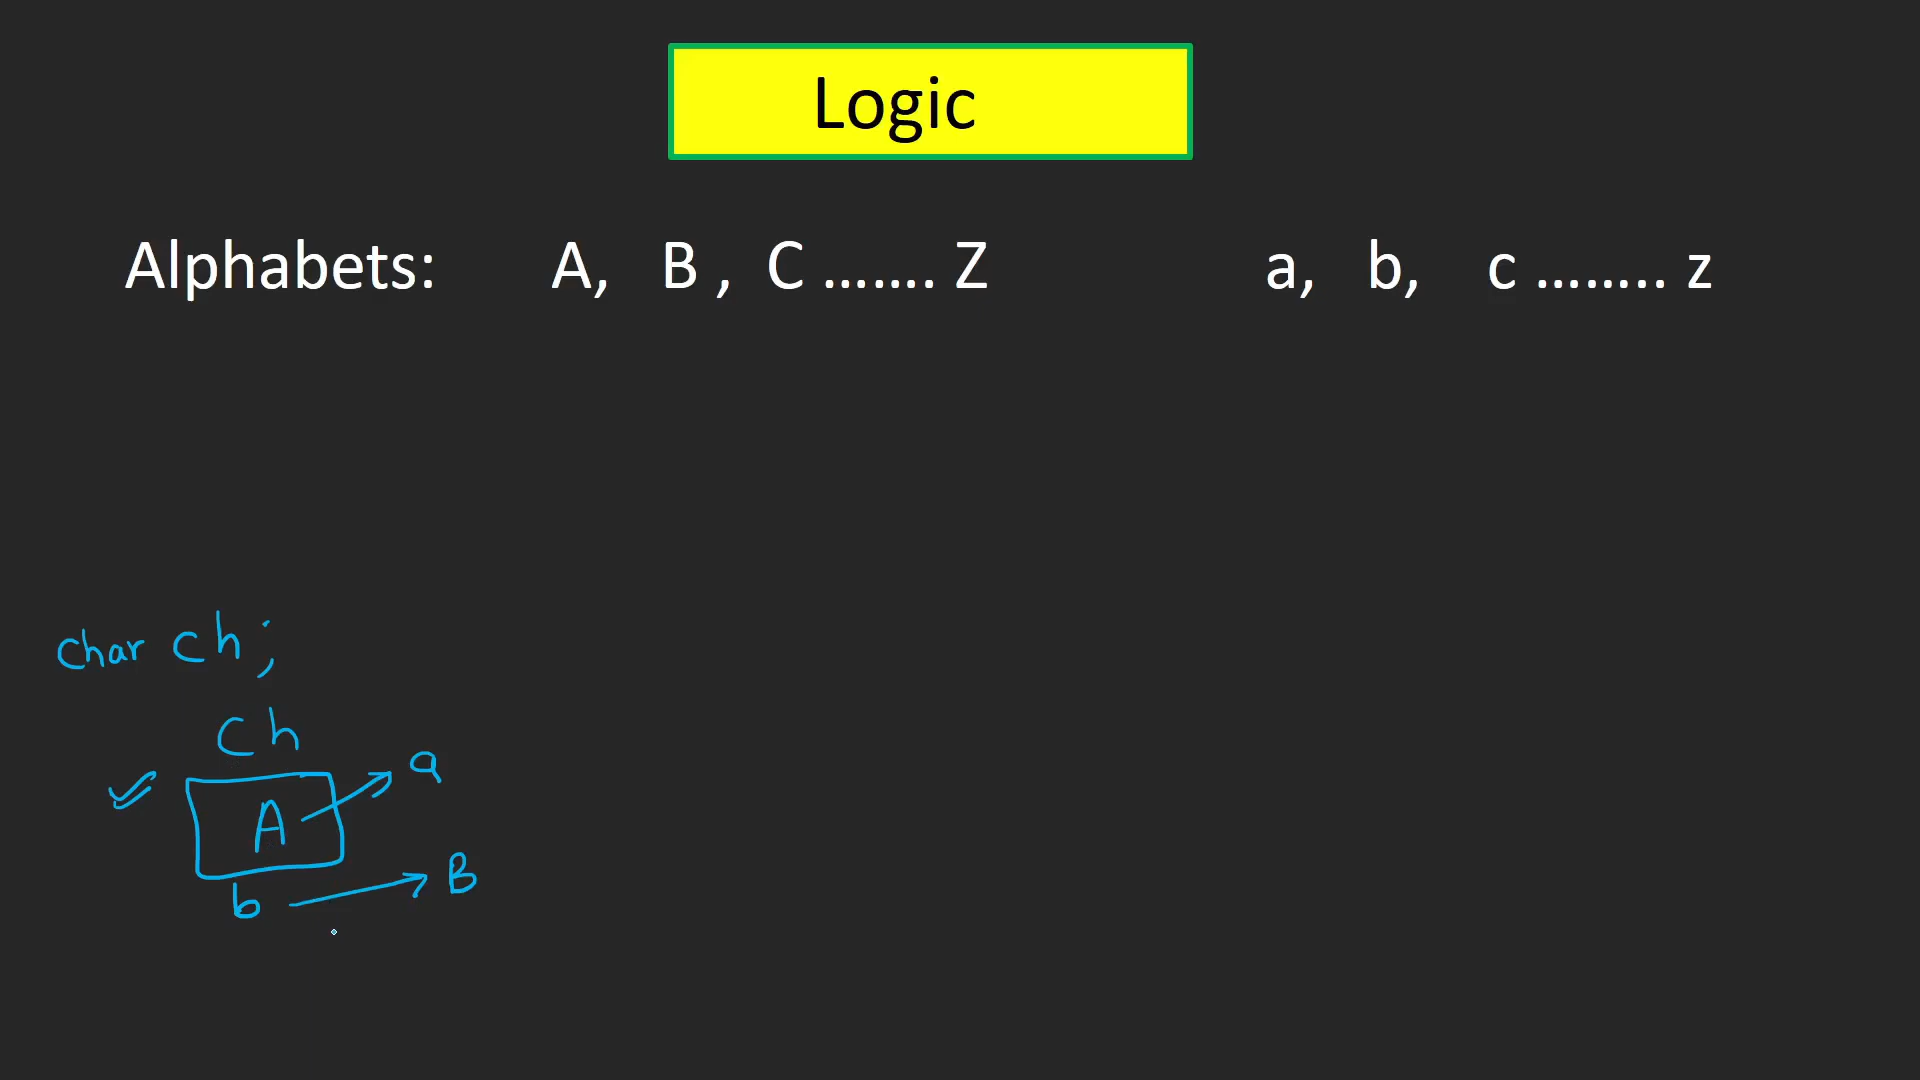 Logic
Alphabets: A, B , C ....... Z a, b, c ........ z
char ch;
ch
A → a
b → B